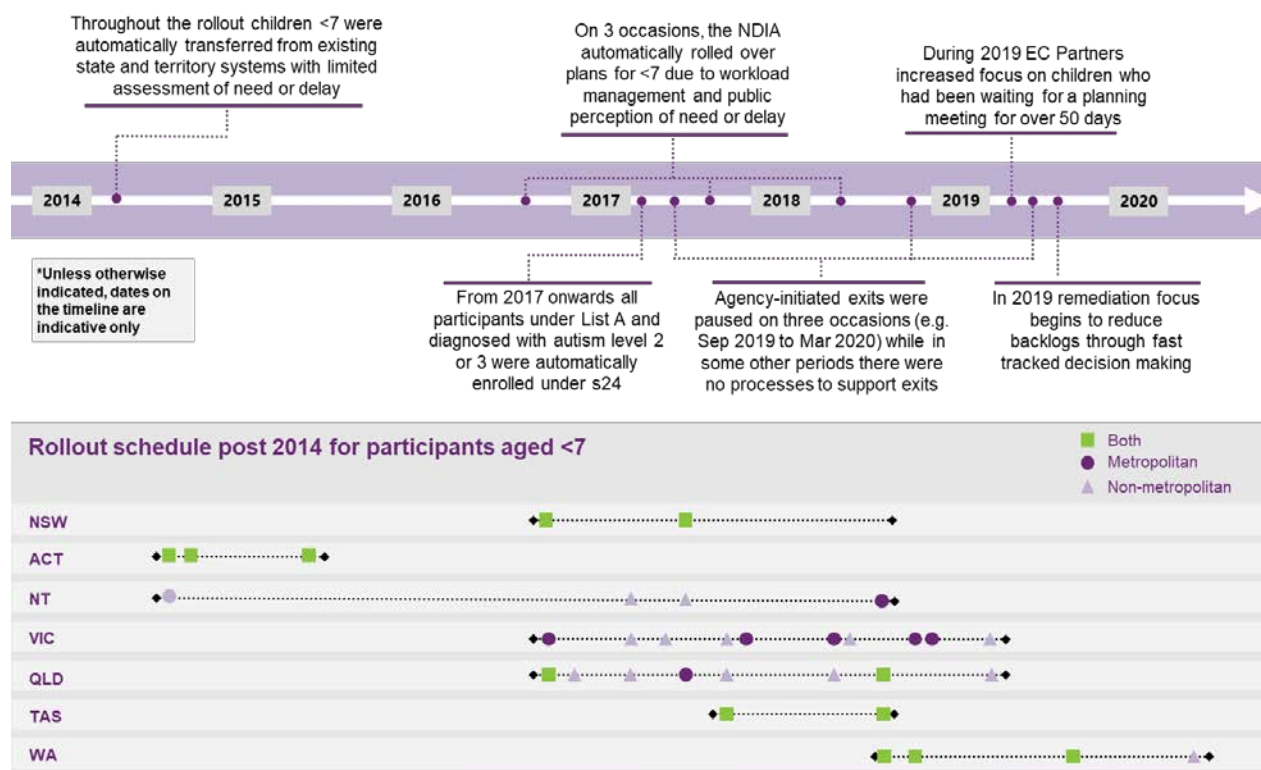 Throughout the rollout children <7 were
automatically transferred from existing
state and territory systems with limited
assessment of need or delay
On 3 occasions, the NDIA
automatically rolled over
plans for <7 due to workload
management and public
perception of need or delay
During 2019 EC Partners
increased focus on children who
had been waiting for a planning
meeting for over 50 days
2014
2015
2016
2017
2018
2019
2020
*Unless otherwise
indicated, dates on
the timeline are
indicative only
From 2017 onwards all
participants under List A and
diagnosed with autism level 2
or 3 were automatically
enrolled under s24
Agency-initiated exits were
paused on three occasions (e.g.
Sep 2019 to Mar 2020) while in
some other periods there were
no processes to support exits
In 2019 remediation focus
begins to reduce
backlogs through fast
tracked decision making
Rollout schedule post 2014 for participants aged <7
Both
Metropolitan
Non-metropolitan
NSW
ACT
NT
VIC
QLD
TAS
WA